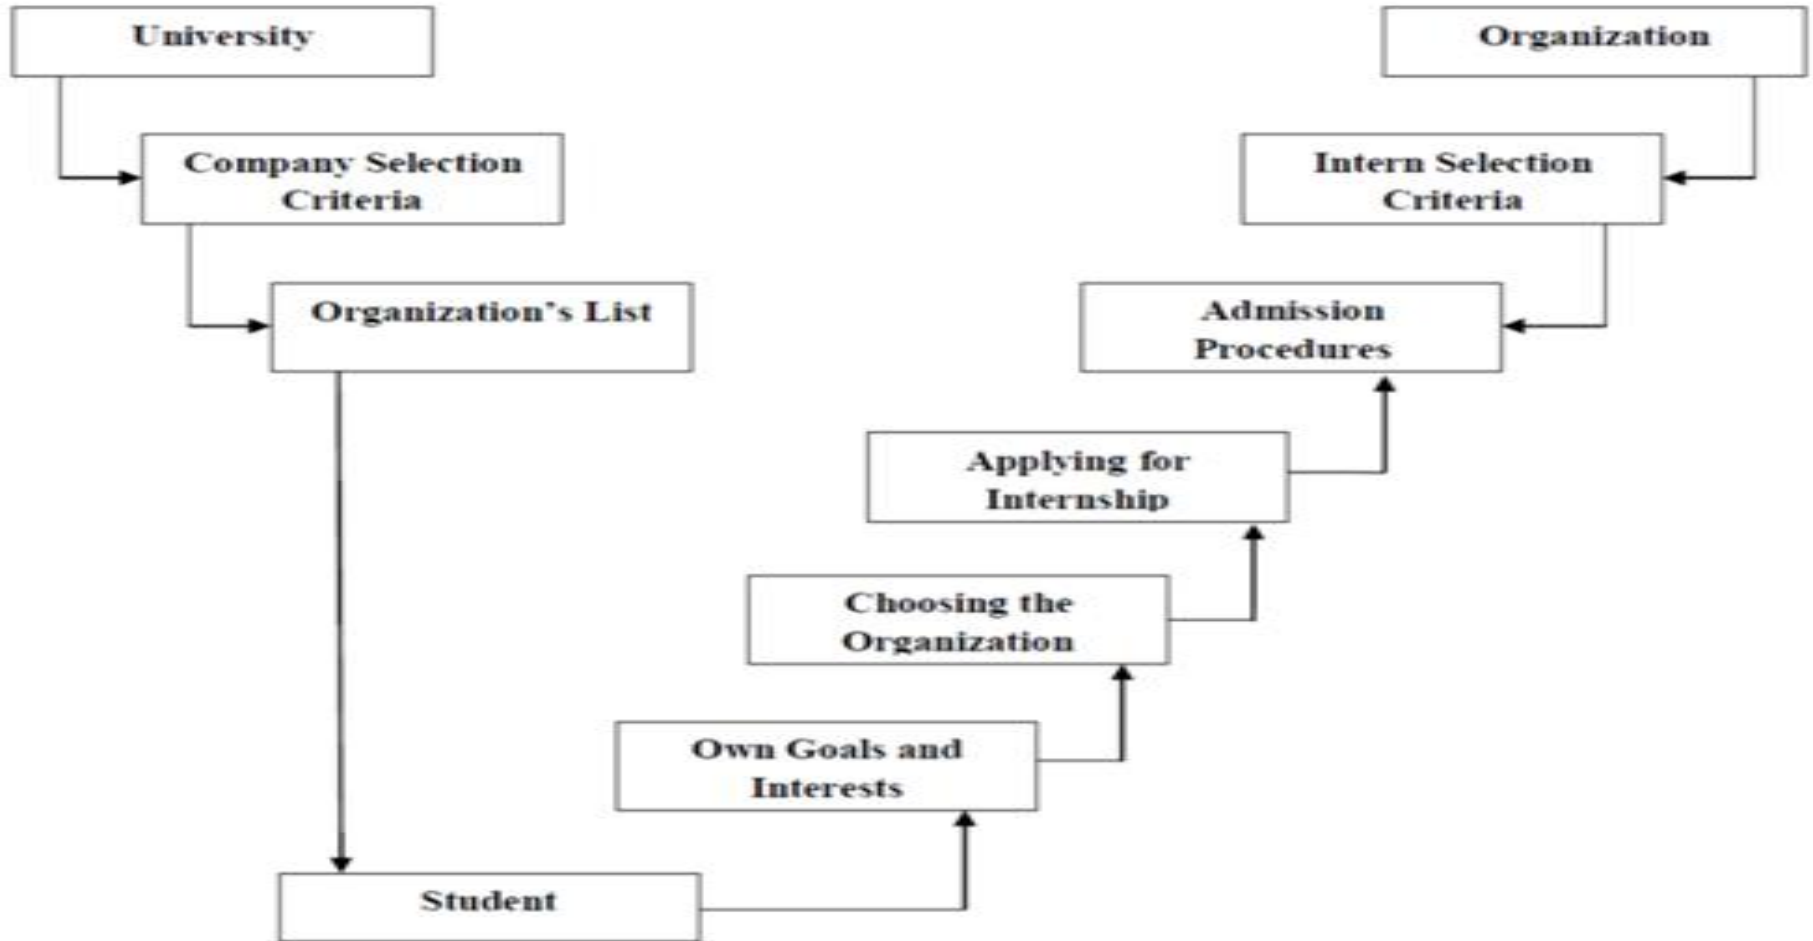 University
Organization
Company Selection
Criteria
Intern Selection
Criteria
Organization's List
Admission
Procedures
Applying for
Internship
Choosing the
Organization
Own Goals and
Interests
Student